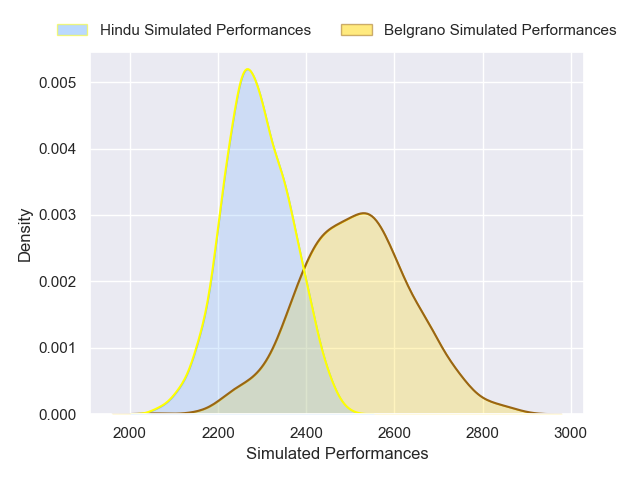 Hindu Simulated Performances
Belgrano Simulated Performances
0.005
0.004
0.003
0.002
0.001
0.000
Density
2000 2200 2400 2600 2800 3000
Simulated Performances